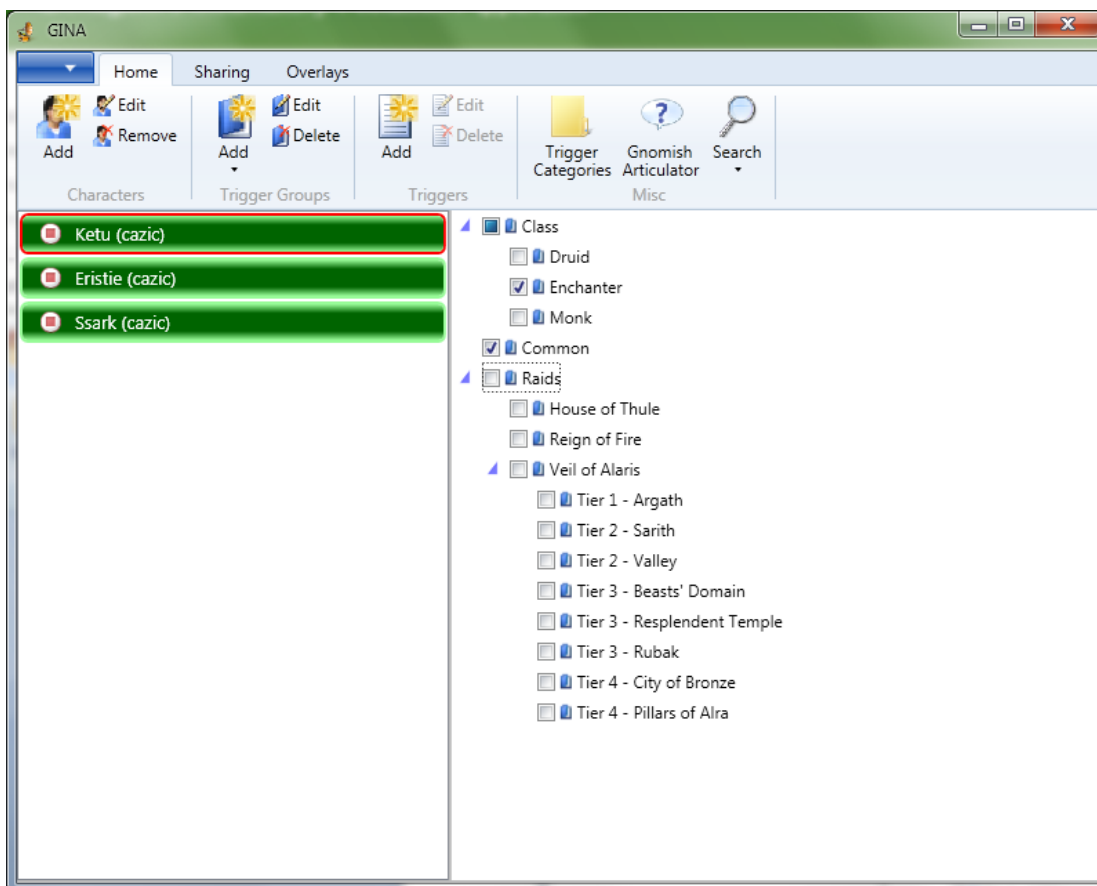 GINA
Home Sharing Overlays
Add Edit Remove
Characters
Add Edit Delete
Trigger Groups
Add Edit Delete
Triggers
Trigger Categories
Gnomish Articulator
Search
Misc
Ketu (cazic)
Eristie (cazic)
Ssark (cazic)
Class
Druid
Enchanter
Monk
Common
Raids
House of Thule
Reign of Fire
Veil of Alaris
Tier 1 - Argath
Tier 2 - Sarith
Tier 2 - Valley
Tier 3 - Beasts' Domain
Tier 3 - Resplendent Temple
Tier 3 - Rubak
Tier 4 - City of Bronze
Tier 4 - Pillars of Alra